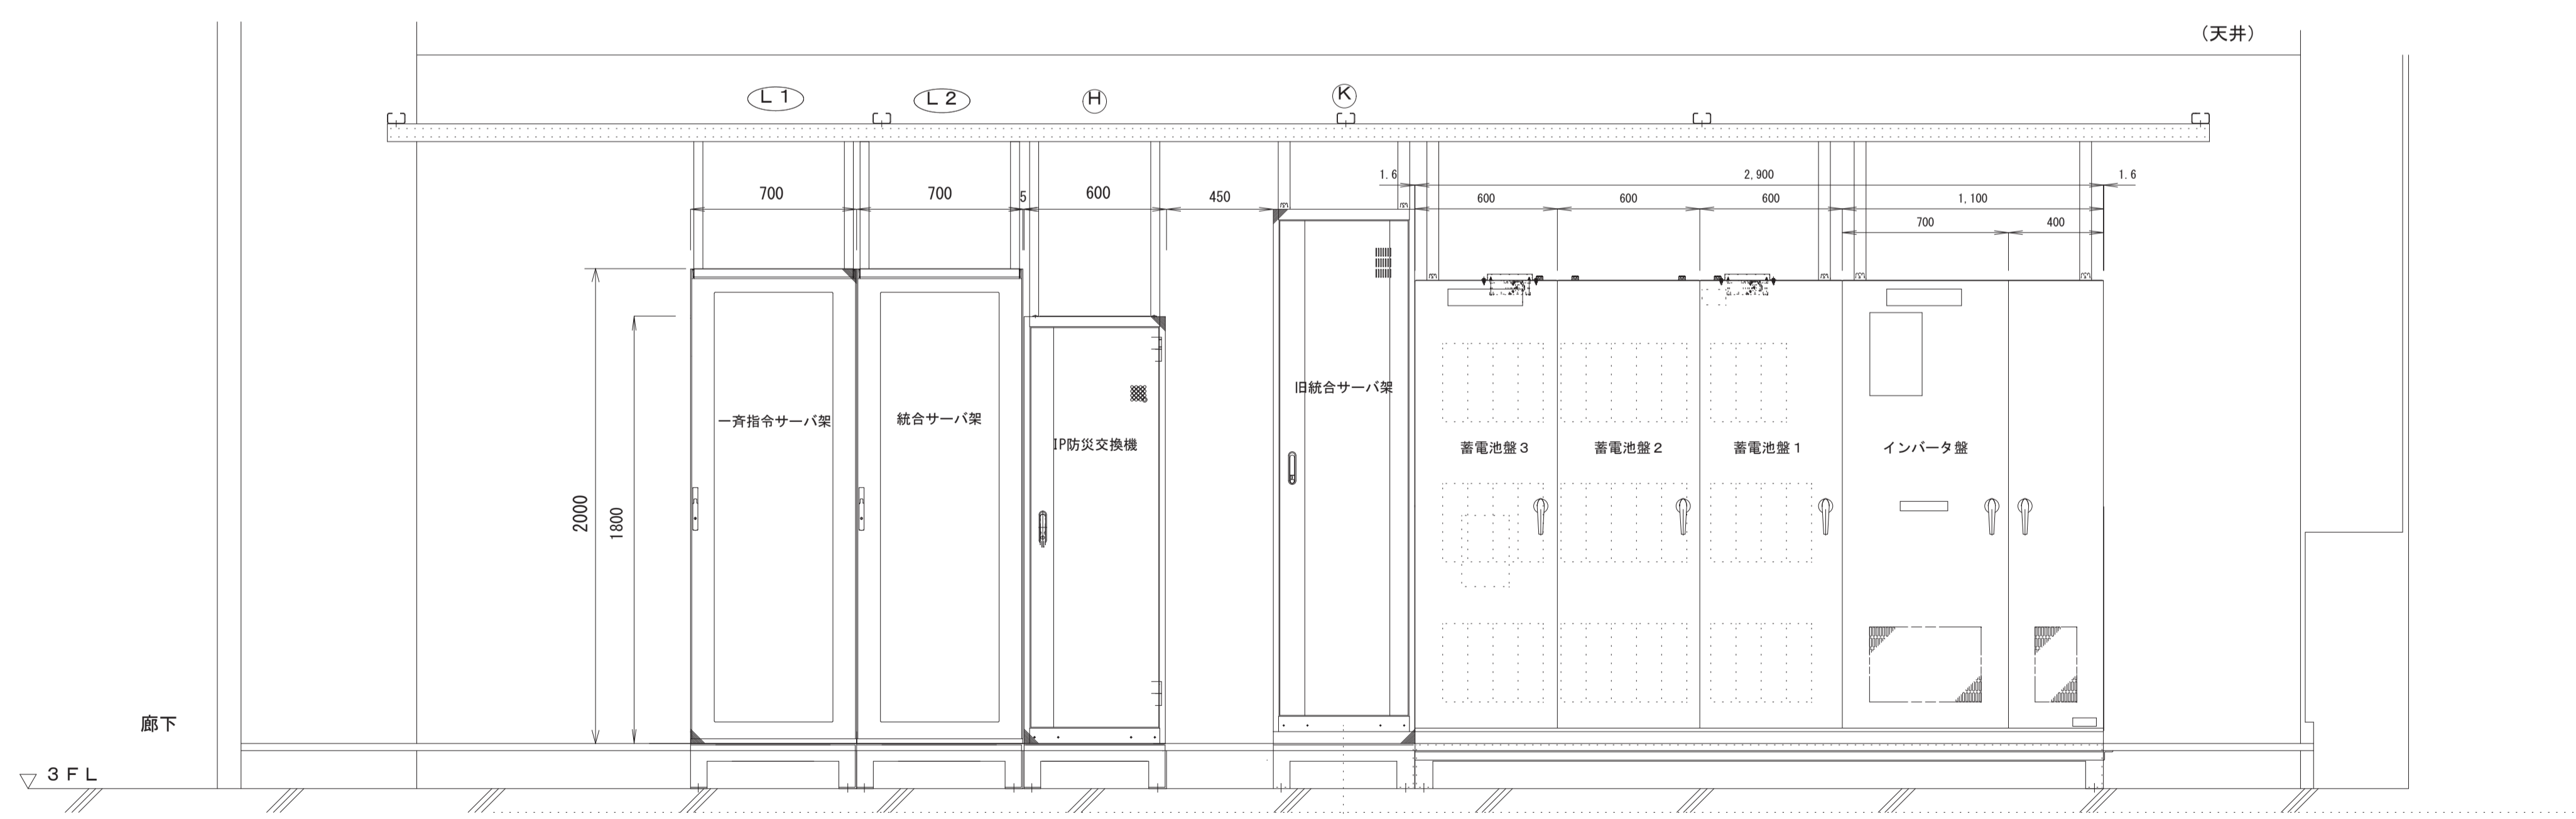 (天井)
L1
L2
H
K
1.6
2,900
1.6
700
700
5
600
450
600
600
600
1,100
700
400
2000
1800
一斉指令サーバ架
統合サーバ架
IP防災交換機
旧統合サーバ架
蓄電池盤3
蓄電池盤2
蓄電池盤1
インバータ盤
廊下
3FL